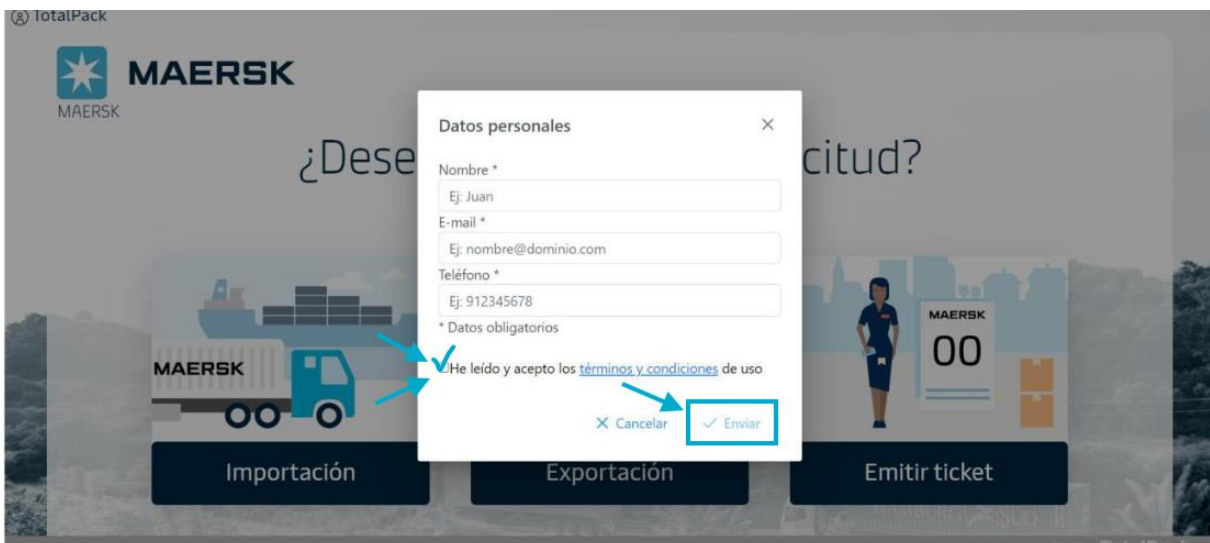 TotalPack
MAERSK
MAERSK
¿Dese
citud?
Datos personales
Nombre *
Ej: Juan
E-mail *
Ej: nombre@dominio.com
Teléfono *
Ej: 912345678
* Datos obligatorios
He leído y acepto los términos y condiciones de uso
Cancelar
Enviar
MAERSK
MAERSK
00
Importación
Exportación
Emitir ticket
TotalPack